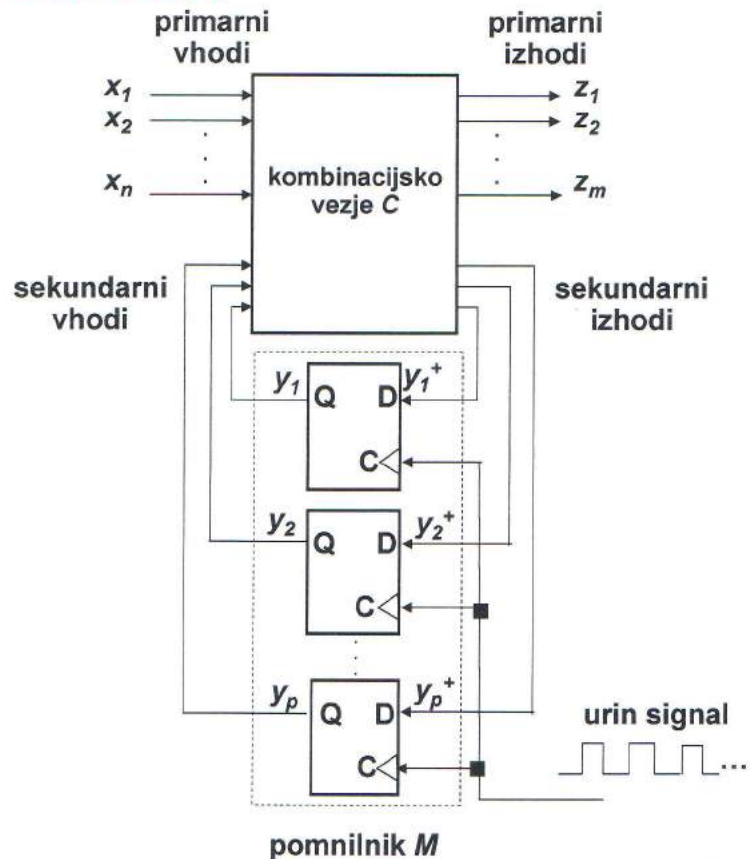 primarni
vhodi
primarni
izhodi
x1
x2
xn
z1
z2
zm
kombinacijsko
vezje C
sekundarni
vhodi
sekundarni
izhodi
y1 Q D y1+
C
y2 Q D y2+
C
yp Q D yp+
C
urin signal
...
pomnilnik M